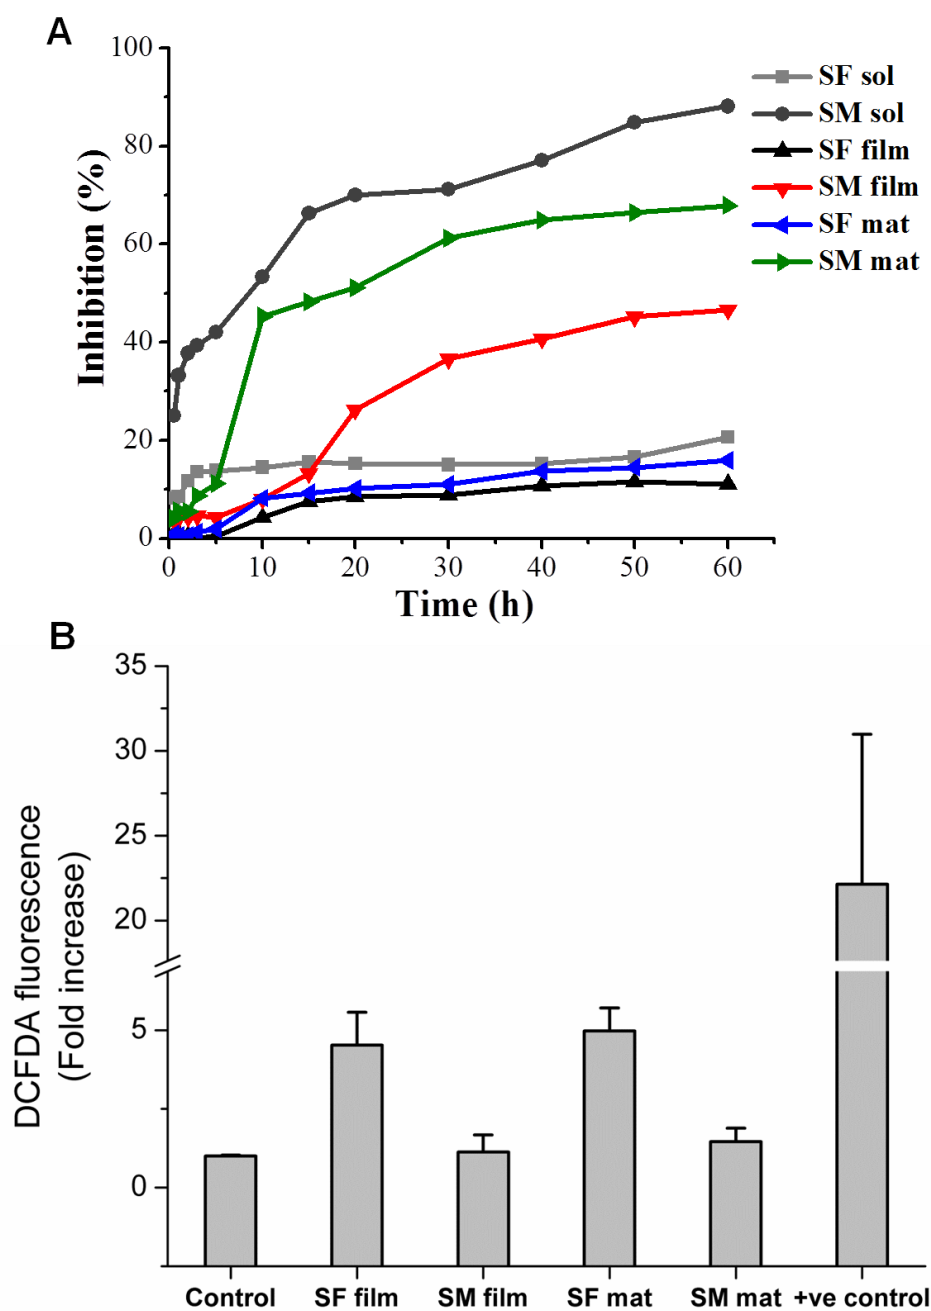 A
100
80
60
40
20
0
Inhibition (%)
SF sol
SM sol
SF film
SM film
SF mat
SM mat
0 10 20 30 40 50 60
Time (h)
B
35
30
25
20
5
0
DCFDA fluorescence
(Fold increase)
Control SF film SM film SF mat SM mat +ve control